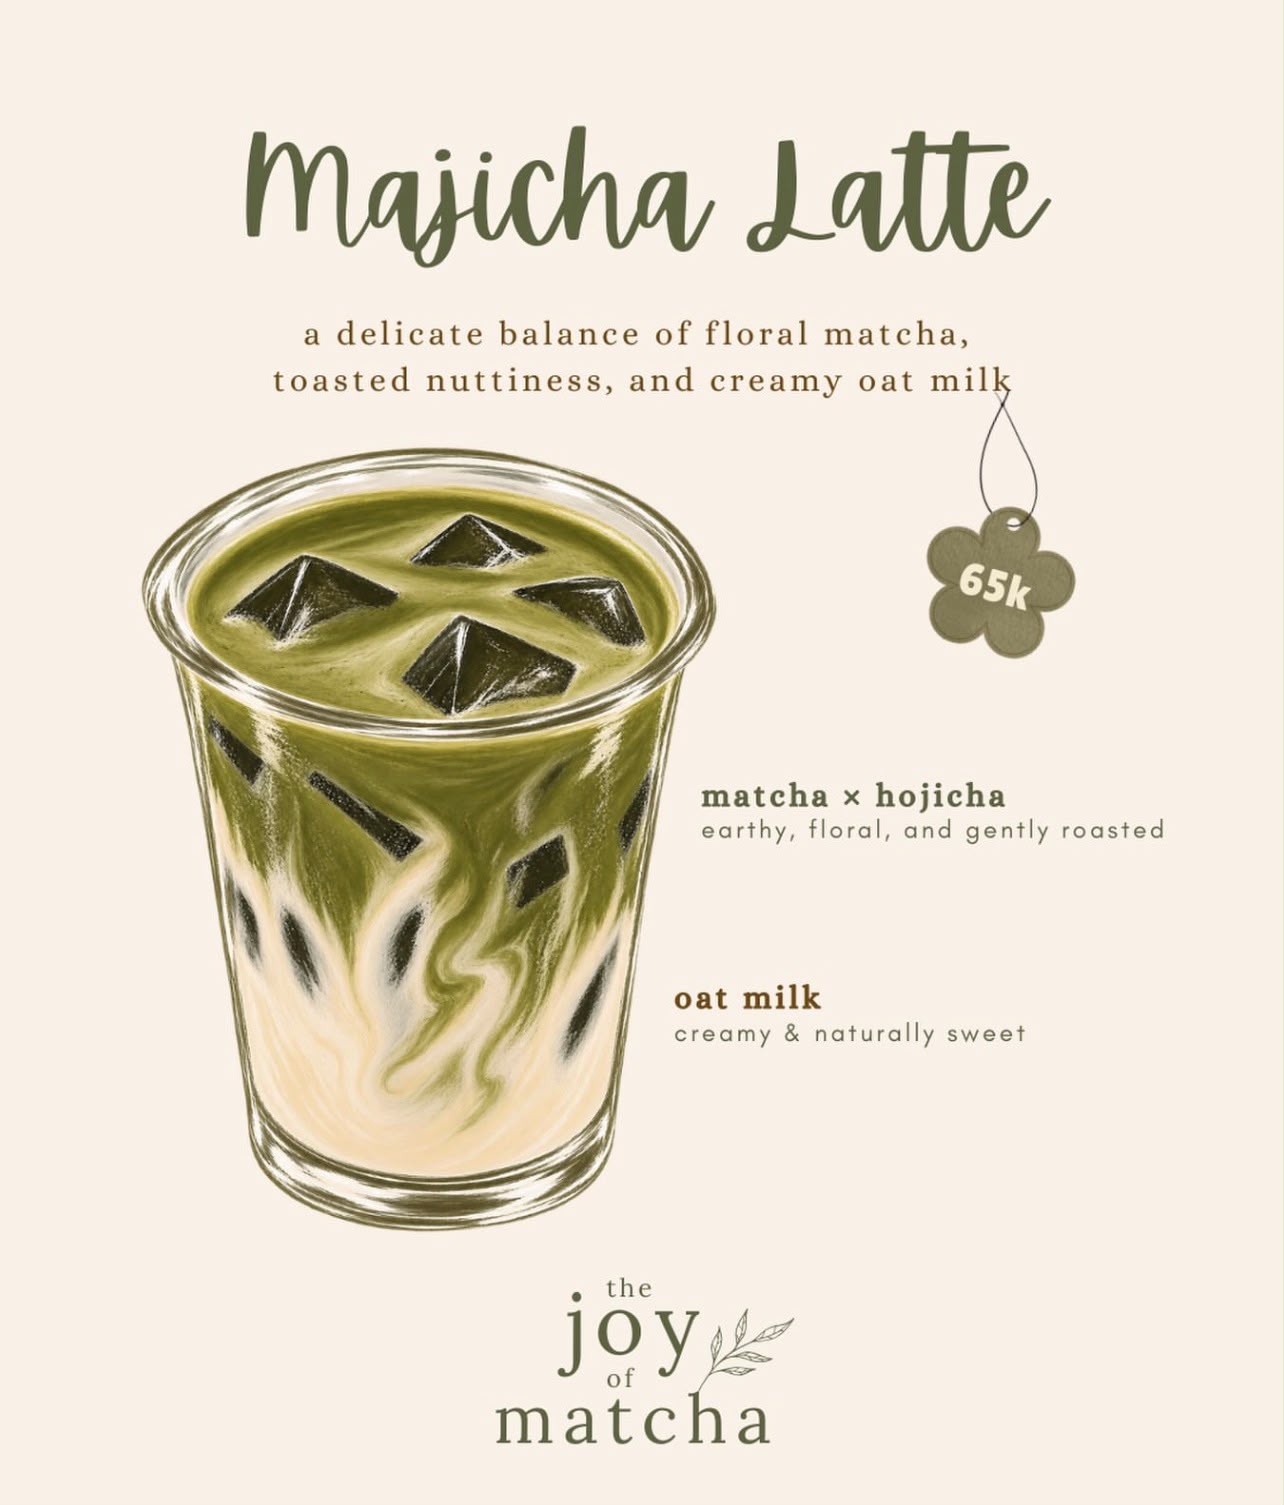 Majicha Latte
a delicate balance of floral matcha,
toasted nuttiness, and creamy oat milk
65k
matcha × hojicha
earthy, floral, and gently roasted
oat milk
creamy & naturally sweet
the
joy
of
matcha